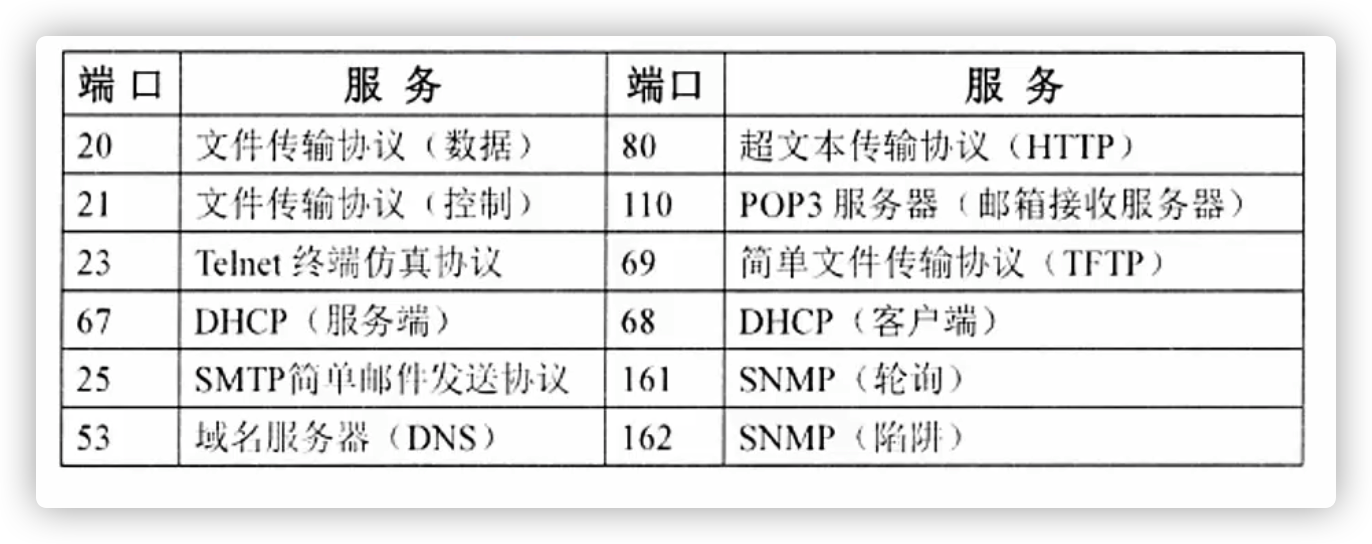 端 口 服 务 端口 服 务
20 文件传输协议（数据） 80 超文本传输协议（HTTP）
21 文件传输协议（控制） 110 POP3 服务器（邮箱接收服务器）
23 Telnet 终端仿真协议 69 简单文件传输协议（TFTP）
67 DHCP（服务端） 68 DHCP（客户端）
25 SMTP简单邮件发送协议 161 SNMP（轮询）
53 域名服务器（DNS） 162 SNMP（陷阱）